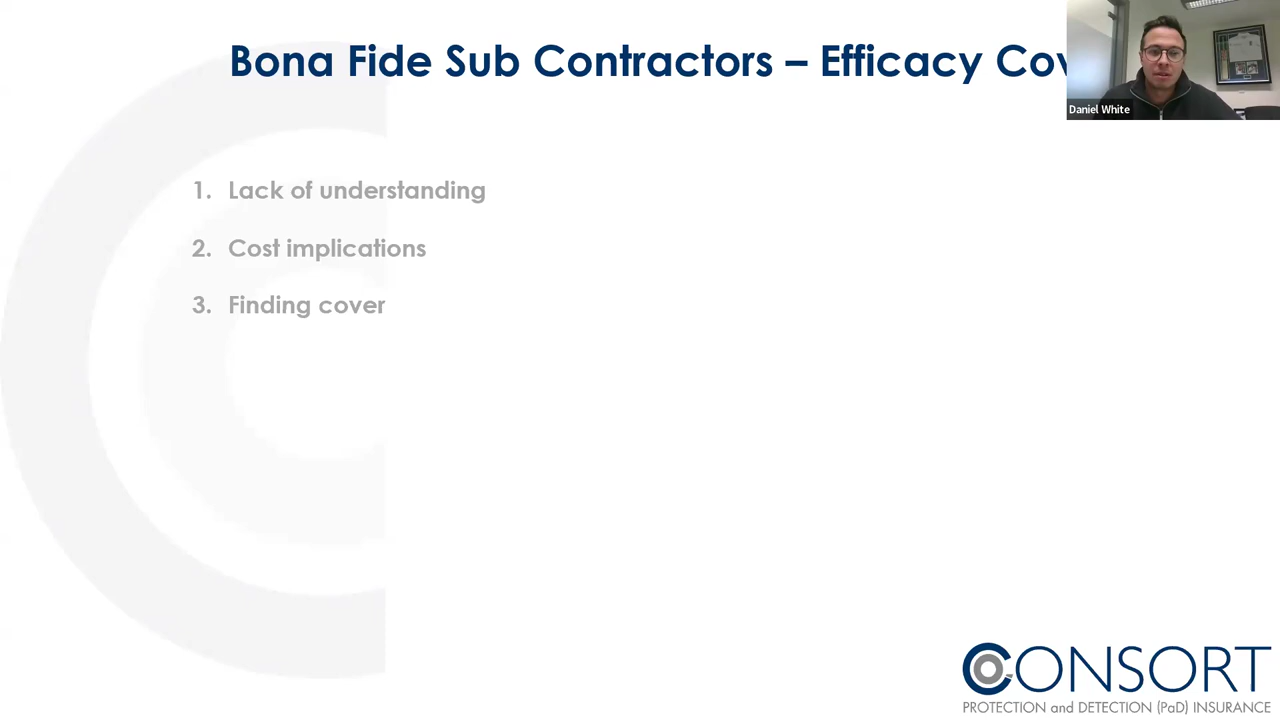 Bona Fide Sub Contractors – Efficacy Cov
Daniel White
1. Lack of understanding
2. Cost implications
3. Finding cover
CONSORT
PROTECTION and DETECTION (PaD) INSURANCE